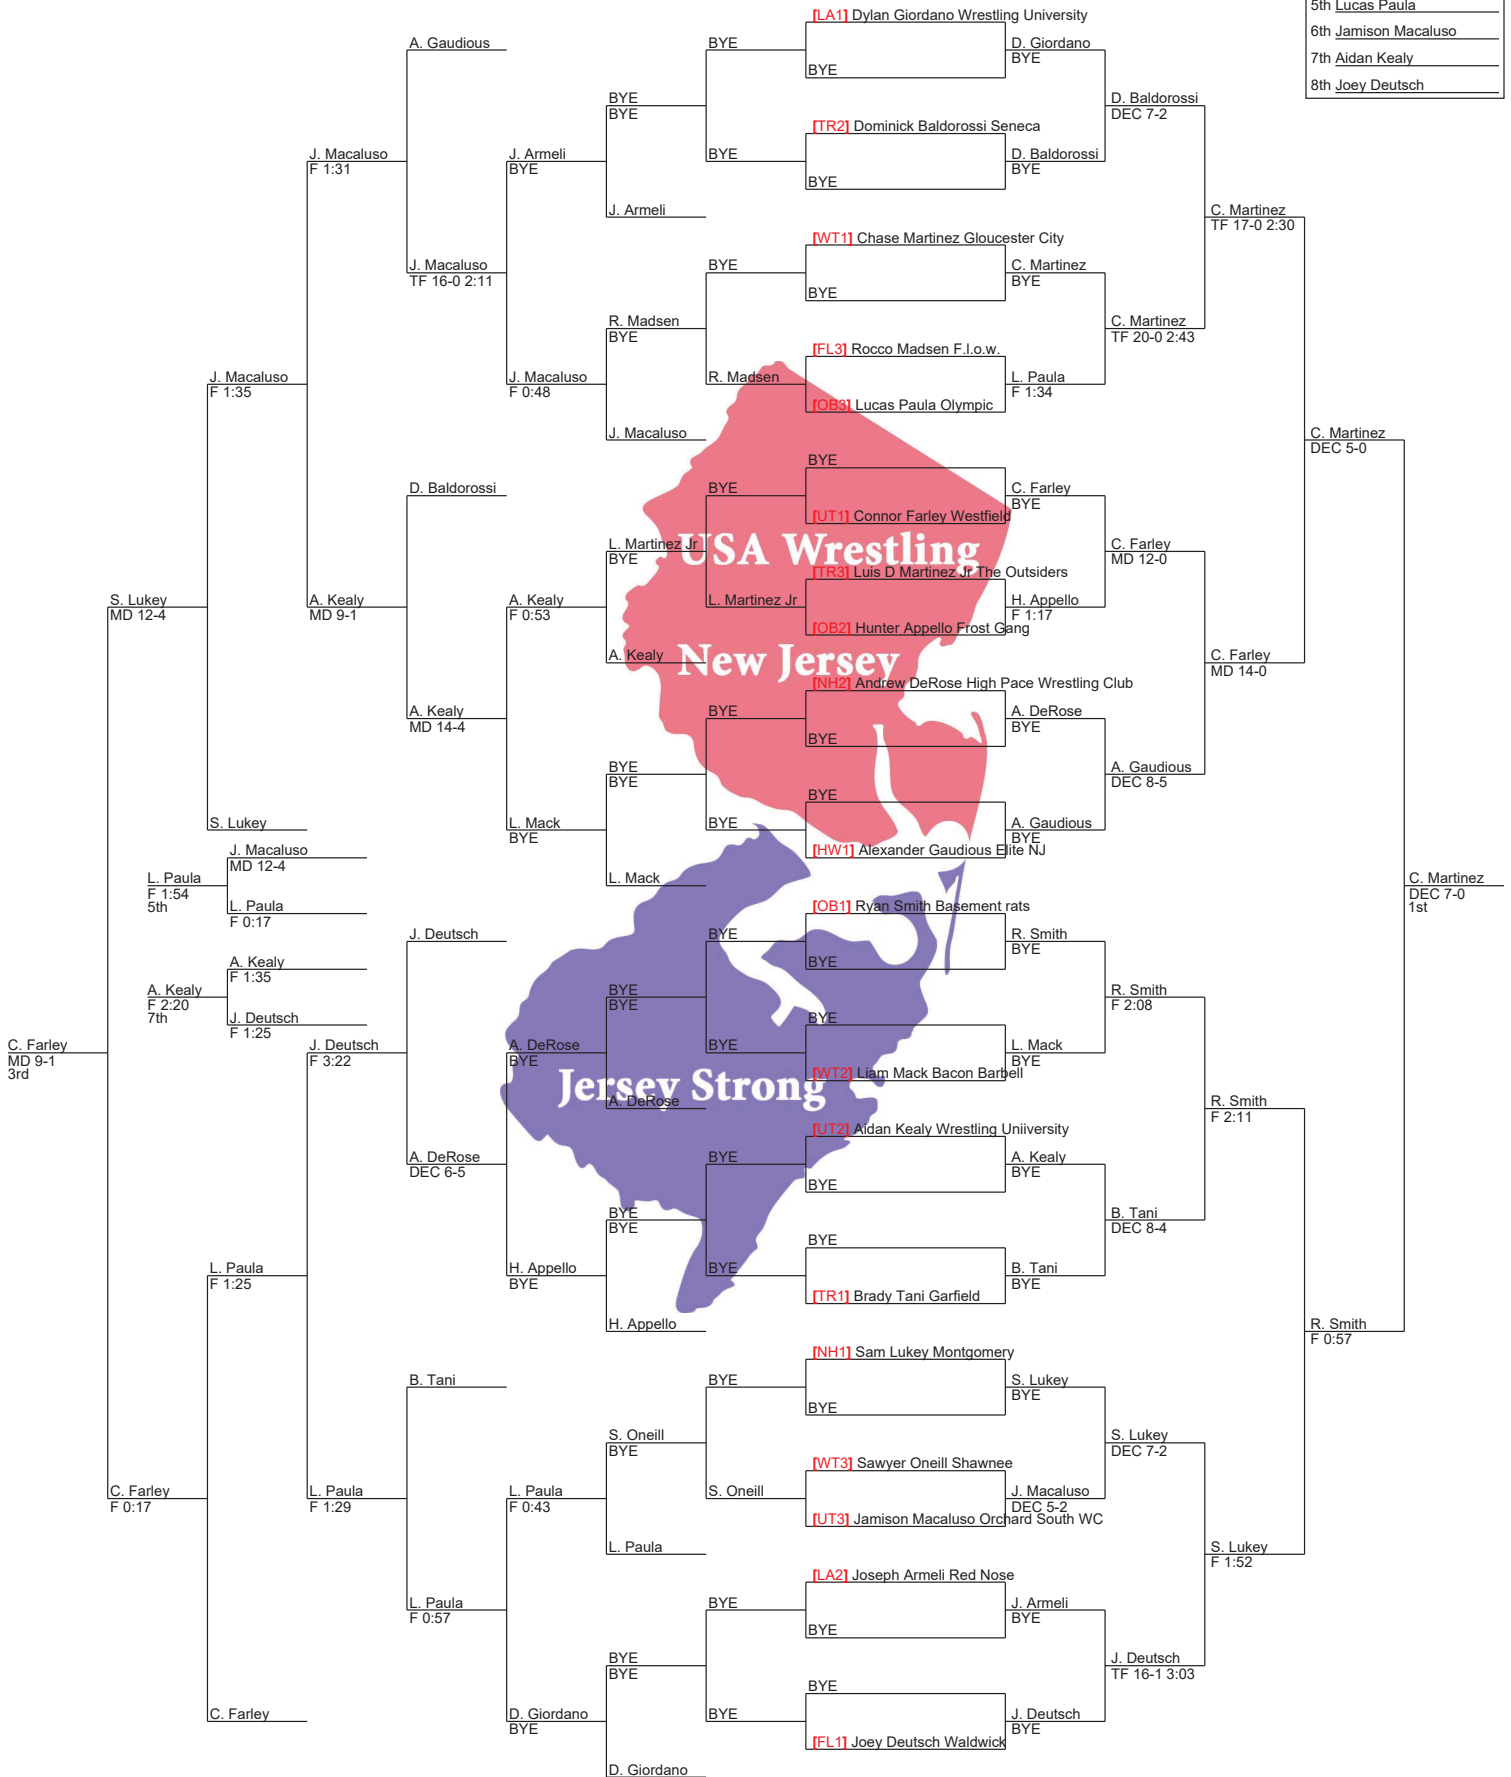 5th Lucas Paula
6th Jamison Macaluso
7th Aidan Kealy
8th Joey Deutsch
[LA1] Dylan Giordano Wrestling University
BYE
[TR2] Dominick Baldorossi Seneca
BYE
[WT1] Chase Martinez Gloucester City
BYE
[FL3] Rocco Madsen F.l.o.w.
[OB3] Lucas Paula Olympic
BYE
[UT1] Connor Farley Westfield
[TR3] Luis D Martinez Jr The Outsiders
[OB2] Hunter Appello Frost Gang
[NH2] Andrew DeRose High Pace Wrestling Club
BYE
BYE
[HW1] Alexander Gaudious Elite NJ
[OB1] Ryan Smith Basement rats
BYE
BYE
[WT2] Liam Mack Bacon Barbell
[UT2] Aidan Kealy Wrestling Uniiversity
BYE
BYE
[TR1] Brady Tani Garfield
[NH1] Sam Lukey Montgomery
BYE
[WT3] Sawyer Oneill Shawnee
[UT3] Jamison Macaluso Orchard South WC
[LA2] Joseph Armeli Red Nose
BYE
BYE
[FL1] Joey Deutsch Waldwick
D. Giordano
BYE
D. Baldorossi
BYE
C. Martinez
BYE
L. Paula
F 1:34
C. Farley
BYE
H. Appello
F 1:17
A. DeRose
BYE
A. Gaudious
BYE
R. Smith
BYE
L. Mack
BYE
A. Kealy
BYE
B. Tani
BYE
S. Lukey
BYE
J. Macaluso
DEC 5-2
J. Armeli
BYE
J. Deutsch
BYE
D. Baldorossi
DEC 7-2
C. Martinez
TF 20-0 2:43
C. Farley
MD 12-0
A. Gaudious
DEC 8-5
R. Smith
F 2:08
B. Tani
DEC 8-4
S. Lukey
DEC 7-2
J. Deutsch
TF 16-1 3:03
C. Martinez
TF 17-0 2:30
C. Farley
MD 14-0
R. Smith
F 2:11
S. Lukey
F 1:52
C. Martinez
DEC 5-0
R. Smith
F 0:57
C. Martinez
DEC 7-0
1st
BYE
BYE
BYE
R. Madsen
BYE
L. Martinez Jr
BYE
BYE
BYE
BYE
BYE
BYE
BYE
S. Oneill
BYE
BYE
BYE
BYE
J. Armeli
R. Madsen
BYE
J. Macaluso
L. Martinez Jr
BYE
A. Kealy
BYE
BYE
L. Mack
BYE
BYE
A. DeRose
BYE
BYE
H. Appello
S. Oneill
BYE
L. Paula
BYE
BYE
D. Giordano
J. Armeli
BYE
J. Macaluso
F 0:48
A. Kealy
F 0:53
L. Mack
BYE
A. DeRose
BYE
H. Appello
BYE
L. Paula
F 0:43
D. Giordano
BYE
A. Gaudious
J. Macaluso
TF 16-0 2:11
D. Baldorossi
A. Kealy
MD 14-4
J. Deutsch
A. DeRose
DEC 6-5
B. Tani
L. Paula
F 0:57
J. Macaluso
F 1:31
A. Kealy
MD 9-1
J. Deutsch
F 3:22
L. Paula
F 1:29
J. Macaluso
F 1:35
S. Lukey
L. Paula
F 1:25
C. Farley
S. Lukey
MD 12-4
C. Farley
F 0:17
C. Farley
MD 9-1
3rd
J. Macaluso
MD 12-4
L. Paula
F 0:17
L. Paula
F 1:54
5th
A. Kealy
F 1:35
J. Deutsch
F 1:25
A. Kealy
F 2:20
7th
USA Wrestling
New Jersey
Jersey Strong